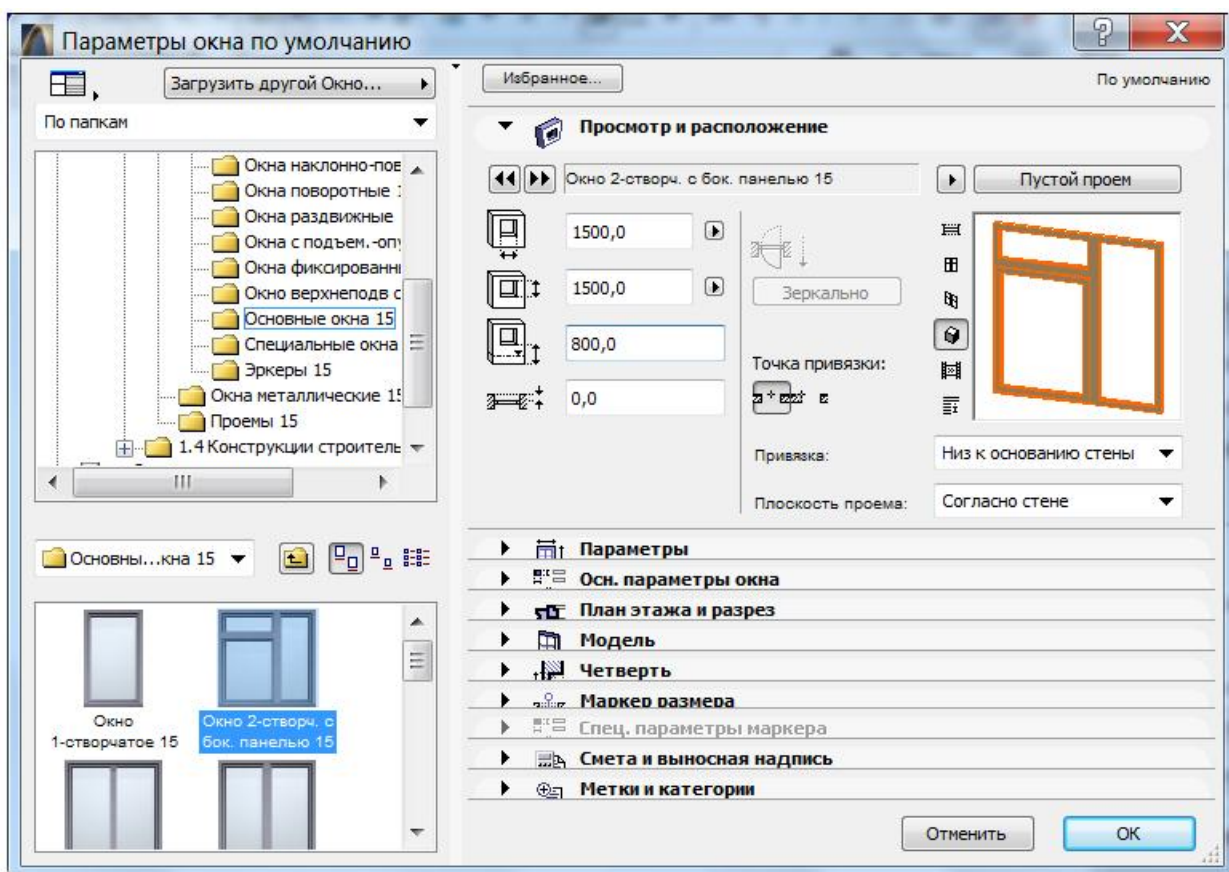 Параметры окна по умолчанию
Загрузить другой Окно...
По папкам
Окна наклонно-пов
Окна поворотные 1
Окна раздвижные
Окна с подъем.-опу
Окна фиксированн
Окно верхнеподв с
Основные окна 15
Специальные окна
Эркеры 15
Окна металлические 15
Проемы 15
1.4 Конструкции строитель
Основны...кна 15
Окно
1-створчатое 15
Окно 2-створч. с
бок. панелью 15
Избранное...
По умолчанию
Просмотр и расположение
Окно 2-створч. с бок. панелью 15
Пустой проем
1500,0
1500,0
800,0
0,0
Зеркально
Точка привязки:
Привязка:
Низ к основанию стены
Плоскость проема:
Согласно стене
Параметры
Осн. параметры окна
План этажа и разрез
Модель
Четверть
Маркер размера
Спец. параметры маркера
Смета и выносная надпись
Метки и категории
Отменить
OK